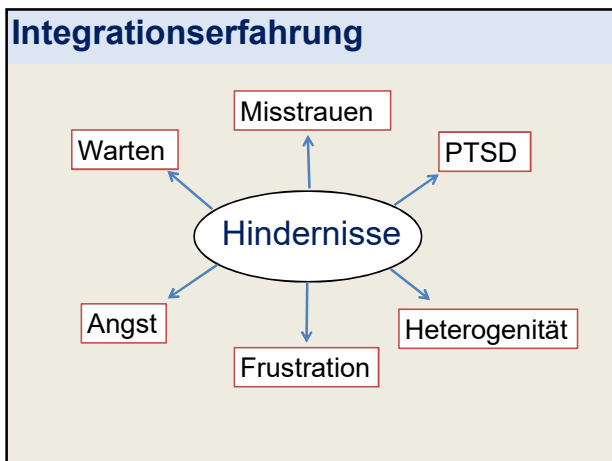 Integrationserfahrung
Misstrauen
Warten
PTSD
Hindernisse
Angst
Heterogenität
Frustration